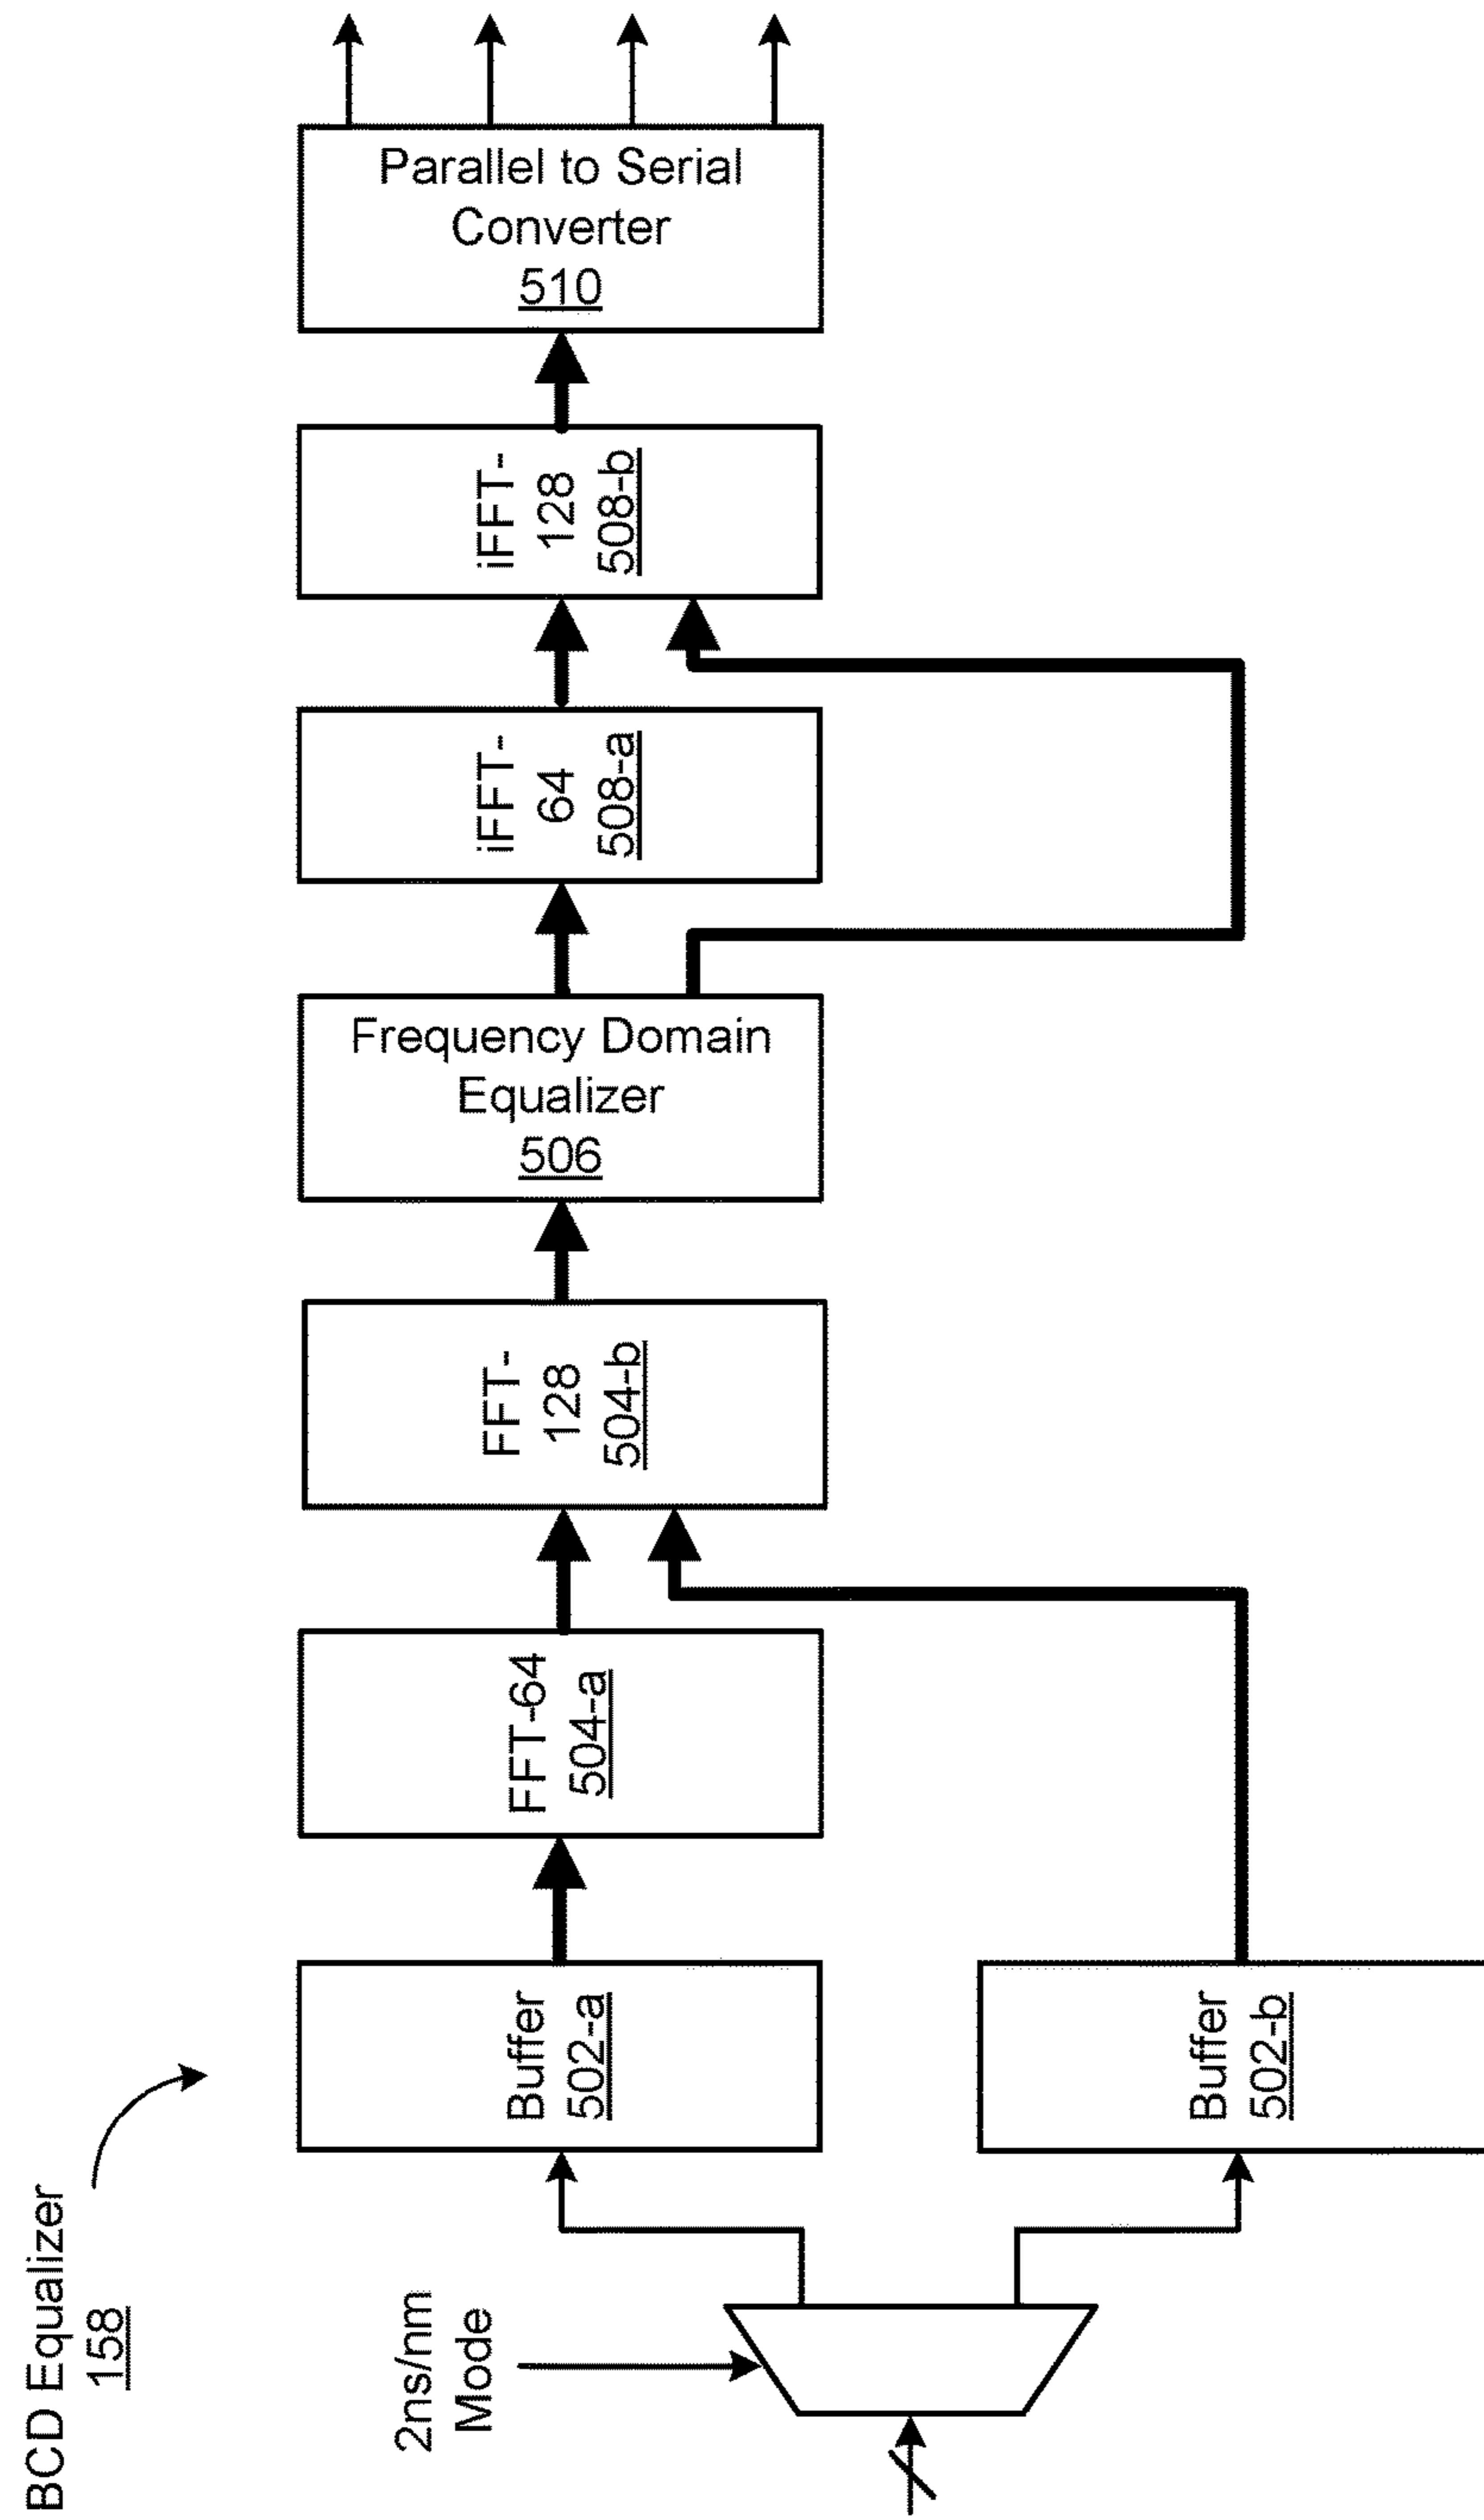 BCD Equalizer
158
2ns/nm
Mode
Buffer
502-a
Buffer
502-b
FFT-64
504-a
FFT-
128
504-b
Frequency Domain
Equalizer
506
iFFT-
64
508-a
iFFT-
128
508-b
Parallel to Serial
Converter
510